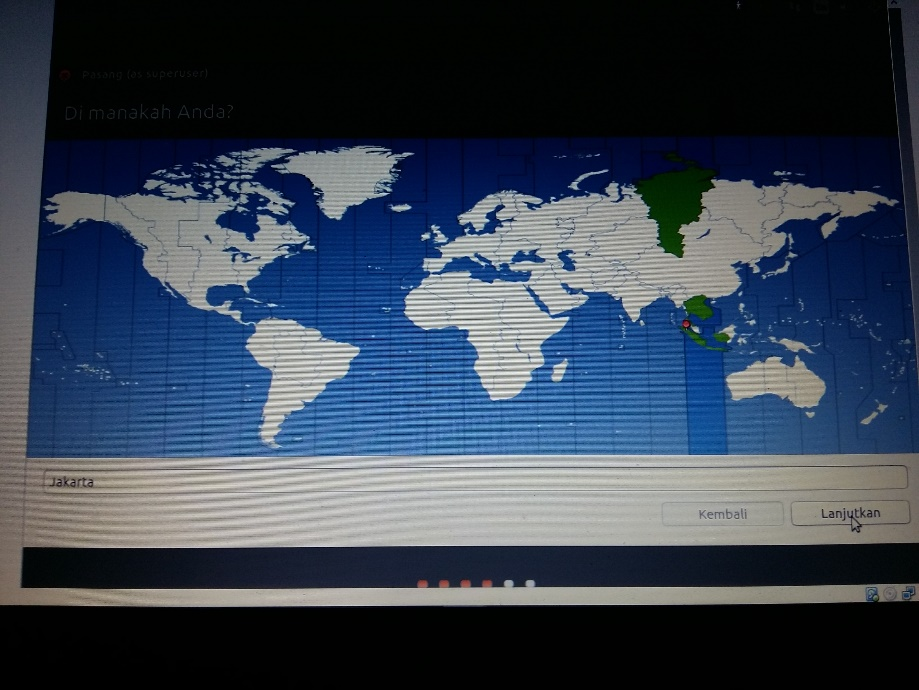 Pasang (as superuser)
Di manakah Anda?
Jakarta
Kembali
Lanjutkan